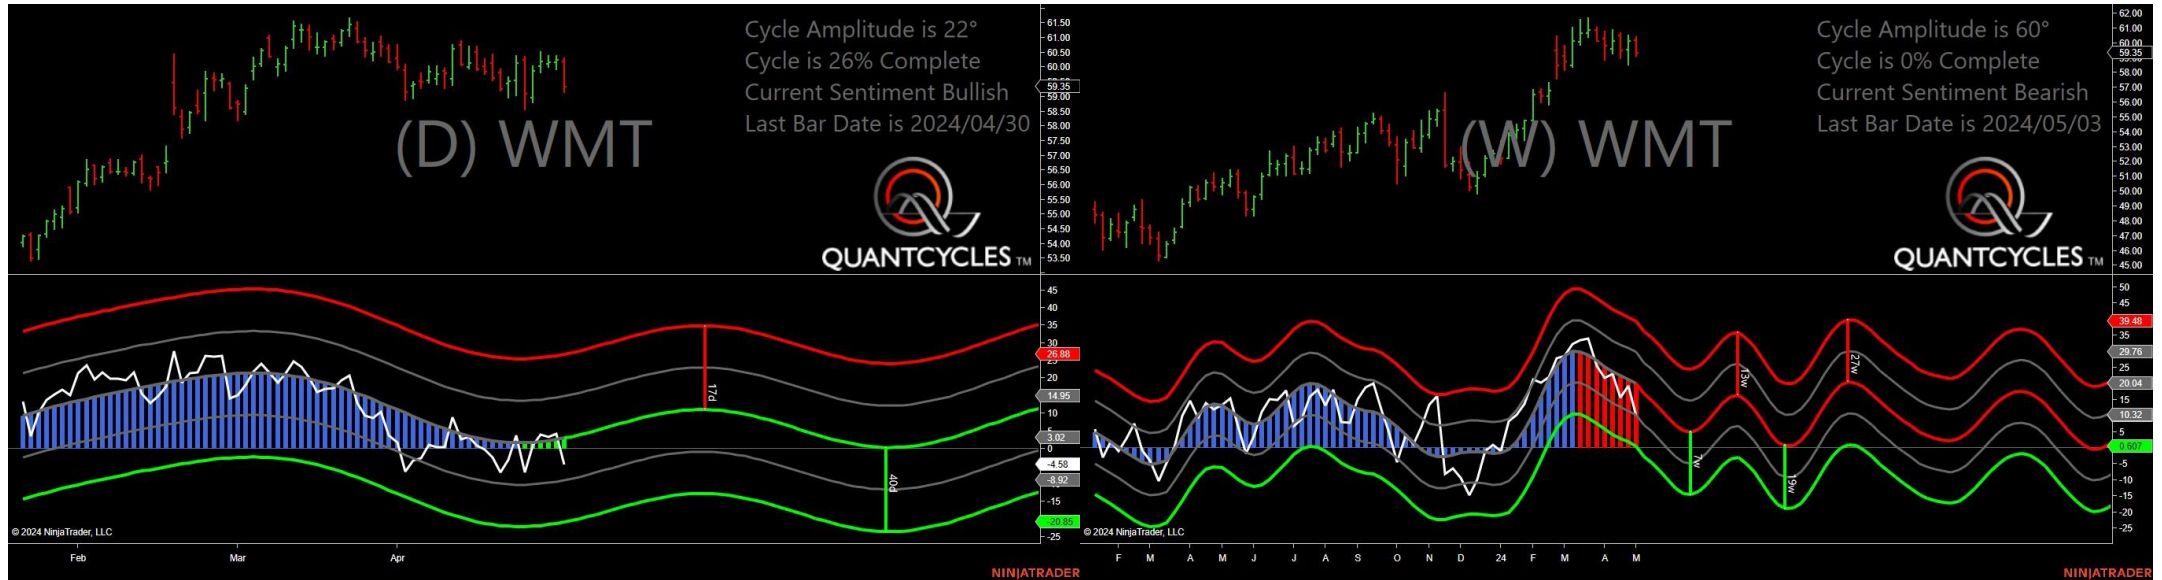 Cycle Amplitude is 22°
Cycle is 26% Complete
Current Sentiment Bullish
Last Bar Date is 2024/04/30
(D) WMT
QUANTCYCLES TM
61.50
61.00
60.50
60.00
59.35
59.00
58.50
58.00
57.50
57.00
56.50
56.00
55.50
55.00
54.50
54.00
53.50
45
40
35
30
26.88
20
14.95
10
3.02
0
-4.58
-8.92
-15
-20.85
-25
17d
40d
© 2024 NinjaTrader, LLC
Feb Mar Apr
NINJATRADER
Cycle Amplitude is 60°
Cycle is 0% Complete
Current Sentiment Bearish
Last Bar Date is 2024/05/03
(W) WMT
QUANTCYCLES TM
62.00
61.00
60.00
59.35
58.00
57.00
56.00
55.00
54.00
53.00
52.00
51.00
50.00
49.00
48.00
47.00
46.00
45.00
50
45
39.48
29.76
25
20.04
15
10.32
5
0.607
-5
-10
-15
-20
-25
13w
27w
7w
19w
© 2024 NinjaTrader, LLC
F M A M J J A S O N D 24 F M A M
NINJATRADER